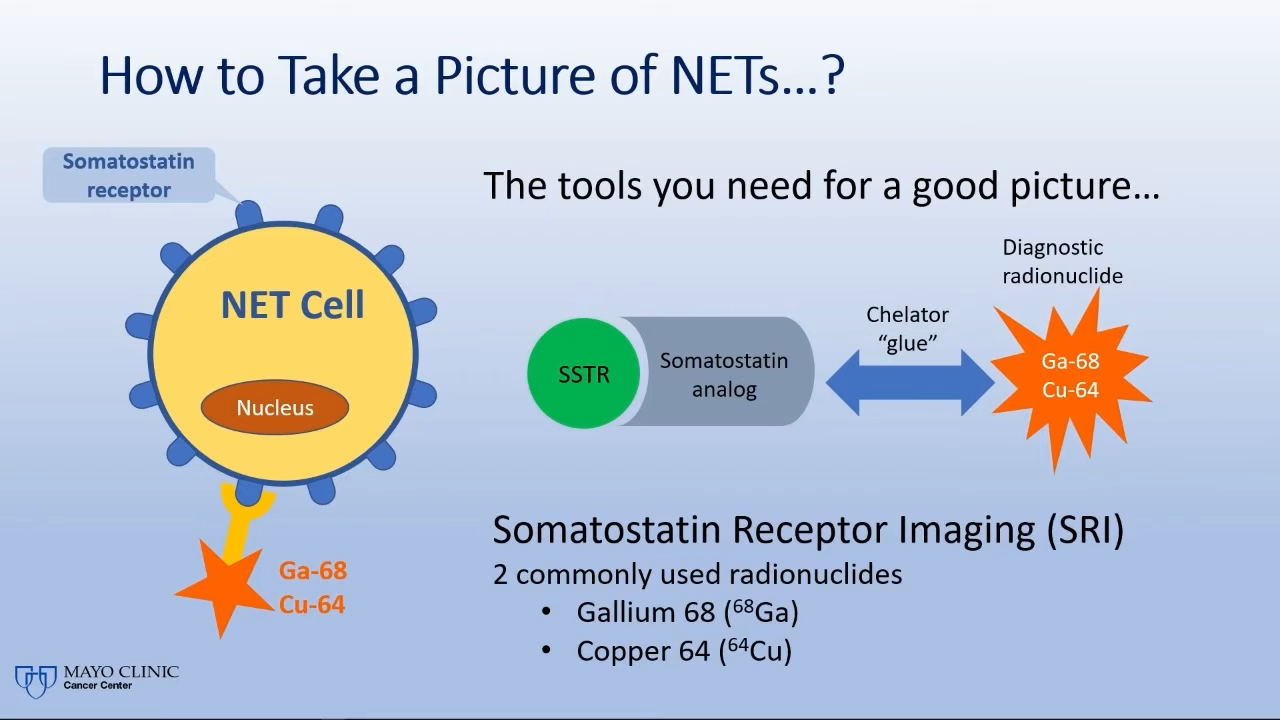 How to Take a Picture of NETs...?
Somatostatin
receptor
NET Cell
Nucleus
Ga-68
Cu-64
The tools you need for a good picture...
SSTR
Somatostatin
analog
Chelator
“glue”
Diagnostic
radionuclide
Ga-68
Cu-64
Somatostatin Receptor Imaging (SRI)
2 commonly used radionuclides
• Gallium 68 (⁶⁸Ga)
• Copper 64 (⁶⁴Cu)
MAYO CLINIC
Cancer Center